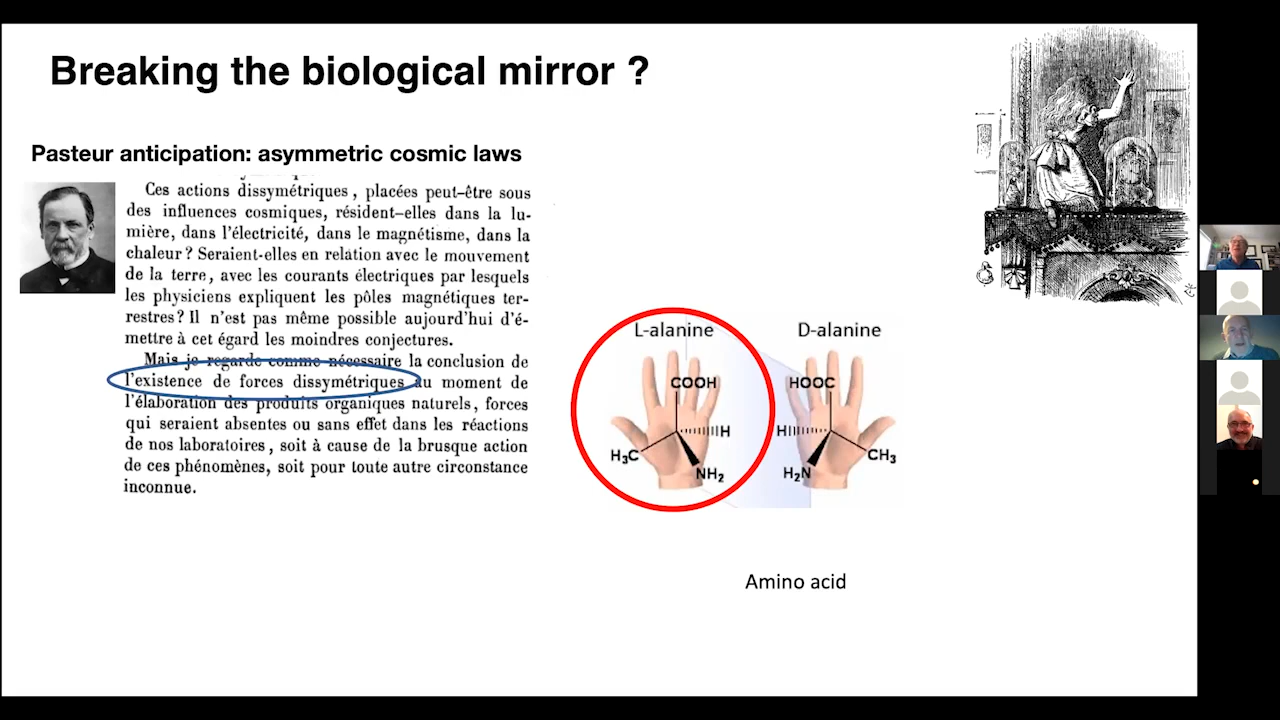 Breaking the biological mirror ?
Pasteur anticipation: asymmetric cosmic laws
Ces actions dissymétriques, placées peut-être sous
des influences cosmiques, résident-elles dans la lu-
mière, dans l'électricité, dans le magnétisme, dans la
chaleur? Seraient-elles en relation avec le mouvement
de la terre, avec les courants électriques par lesquels
les physiciens expliquent les pôles magnétiques ter-
restres? Il n'est pas même possible aujourd'hui d'é-
mettre à cet égard les moindres conjectures.
Mais je regarde comme nécessaire la conclusion de
l'existence de forces dissymétriques au moment de
l'élaboration des produits organiques naturels, forces
qui seraient absentes ou sans effet dans les réactions
de nos laboratoires, soit à cause de la brusque action
de ces phénomènes, soit pour toute autre circonstance
inconnue.
L-alanine
D-alanine
COOH
HOOC
H
H
H3C
CH3
NH2
H2N
Amino acid